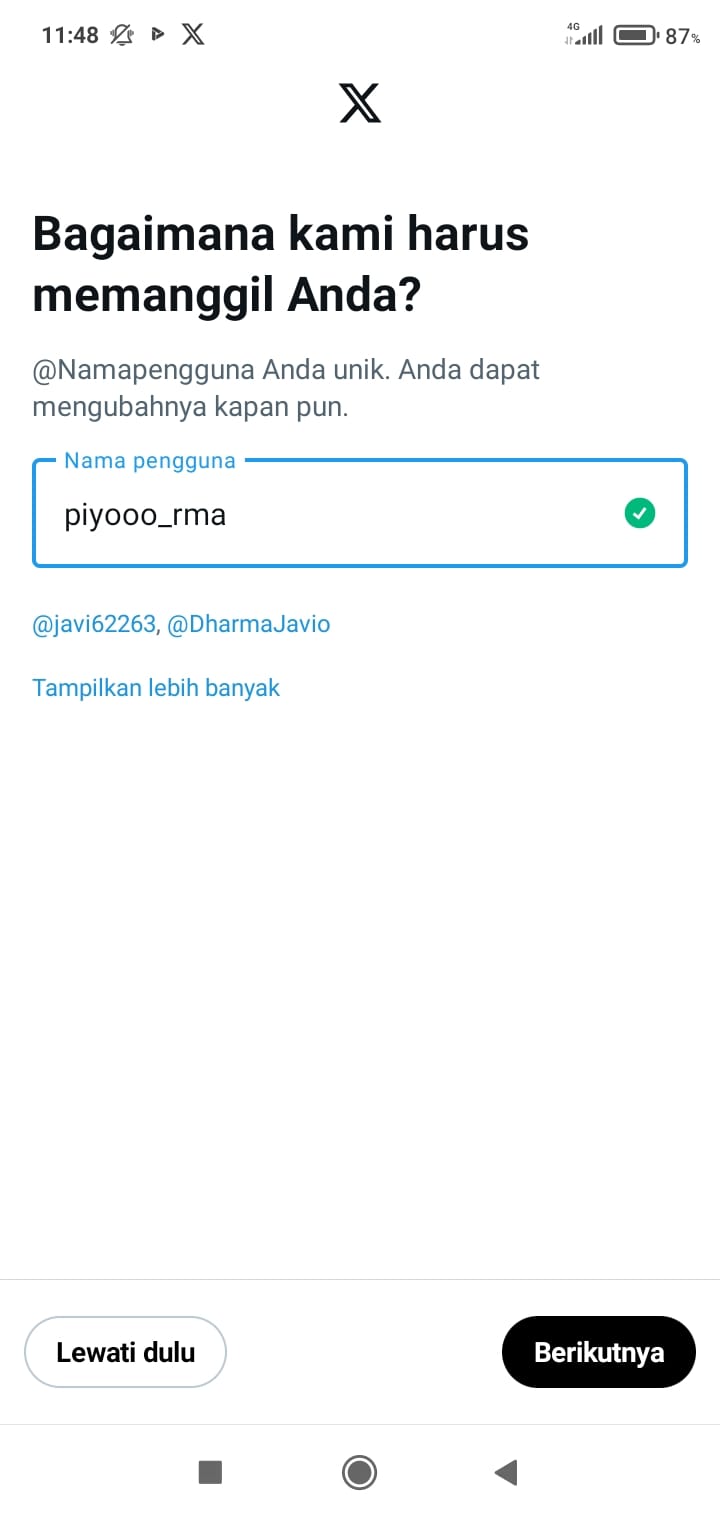 11:48
4G
87%
X
Bagaimana kami harus
memanggil Anda?
@Namapengguna Anda unik. Anda dapat
mengubahnya kapan pun.
Nama pengguna
piyooo_rma
@javi62263, @DharmaJavio
Tampilkan lebih banyak
Lewati dulu
Berikutnya